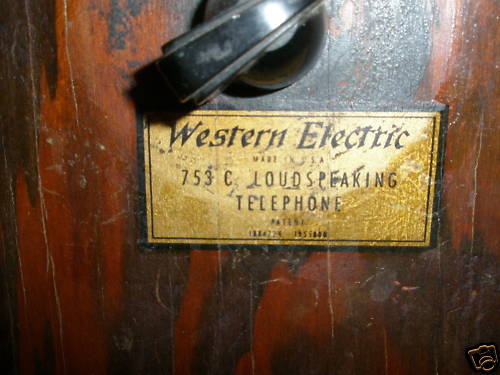 Western Electric
MADE IN U.S.A
753 C LOUDSPEAKING
TELEPHONE
PATENT